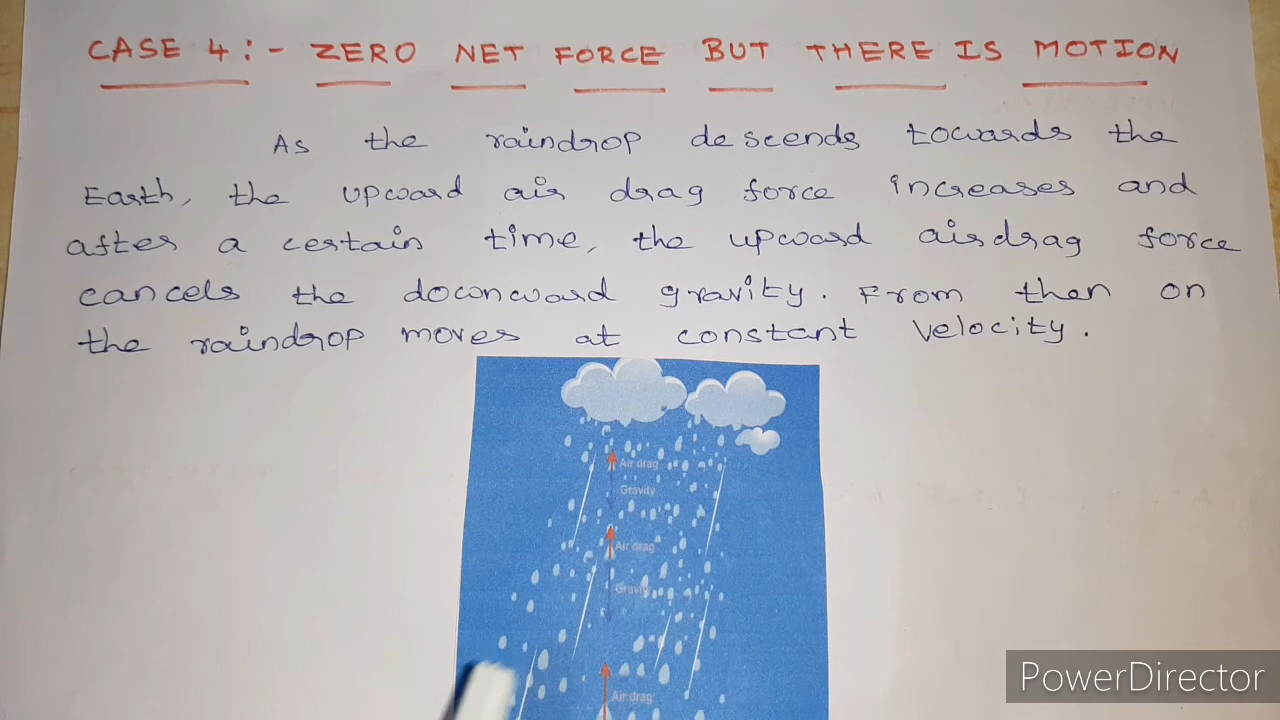 CASE 4:- ZERO NET FORCE BUT THERE IS MOTION
As the raindrop descends towards the
Earth, the upward air drag force increases and
after a certain time, the upward airdrag force
cancels the downward gravity. From then on
the raindrop moves at constant velocity.
Air drag
Gravity
Air drag
Gravity
Air drag
PowerDirector